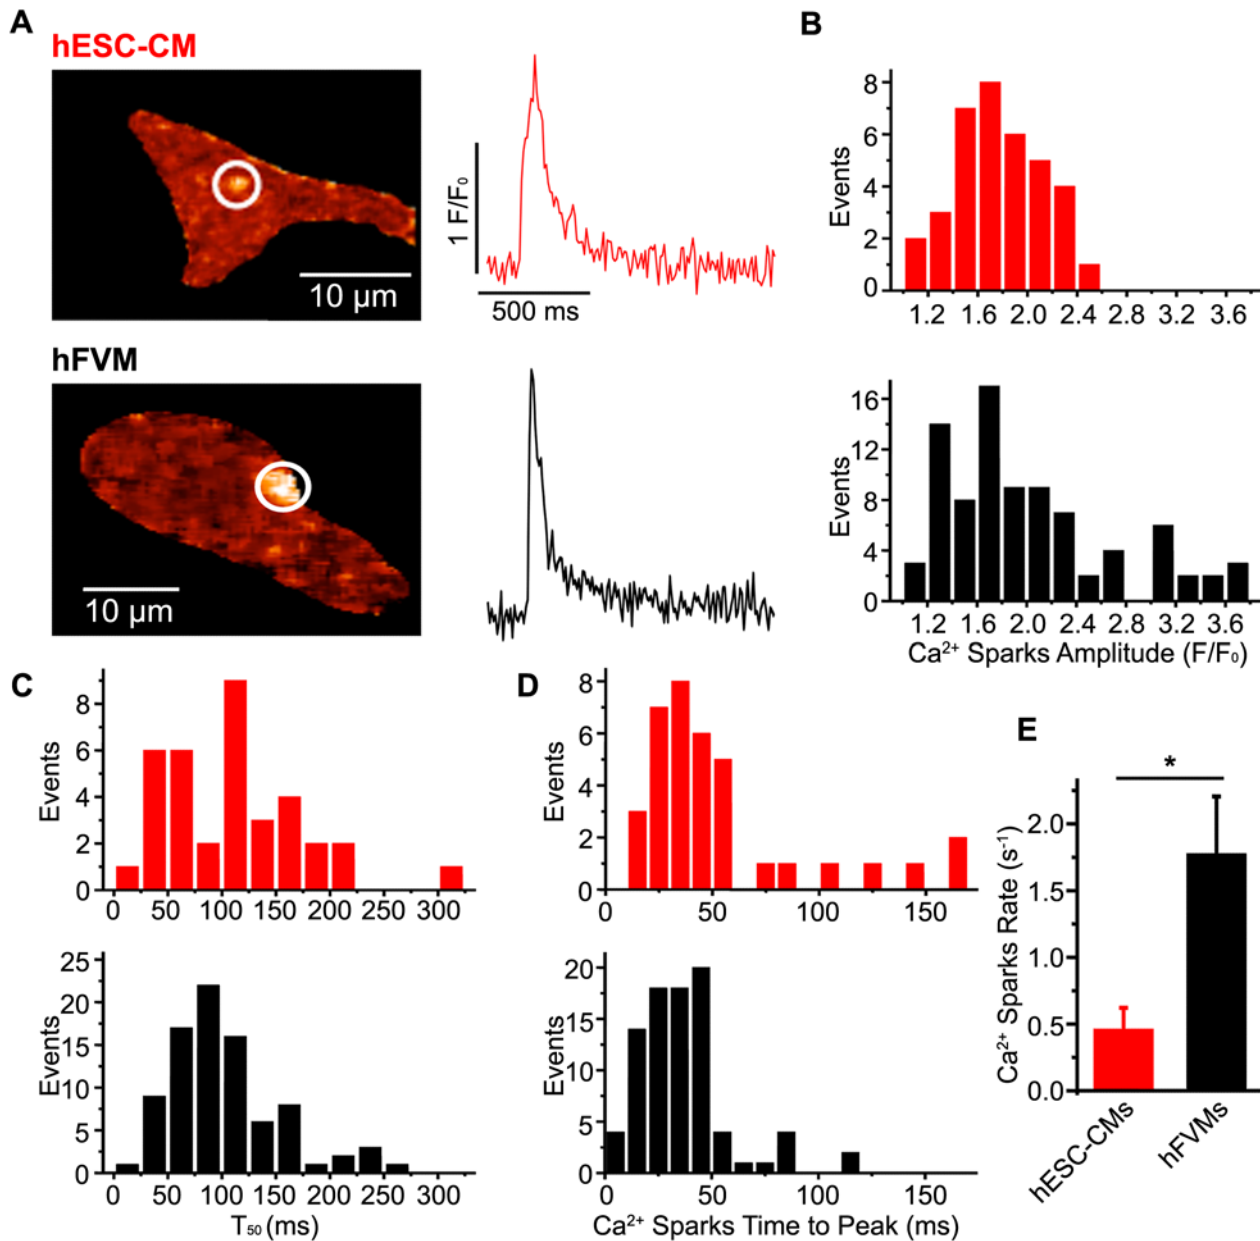 A
hESC-CM
10 µm
1 F/F₀
500 ms
hFVM
10 µm
B
Events
8
6
4
2
0
1.2 1.6 2.0 2.4 2.8 3.2 3.6
Events
16
12
8
4
0
1.2 1.6 2.0 2.4 2.8 3.2 3.6
Ca²⁺ Sparks Amplitude (F/F₀)
C
Events
8
6
4
2
0
0 50 100 150 200 250 300
Events
25
20
15
10
5
0
0 50 100 150 200 250 300
T₅₀ (ms)
D
Events
8
6
4
2
0
0 50 100 150
Events
20
15
10
5
0
0 50 100 150
Ca²⁺ Sparks Time to Peak (ms)
E
*
Ca²⁺ Sparks Rate (s⁻¹)
2.0
1.5
1.0
0.5
0.0
hESC-CMs
hFVMs